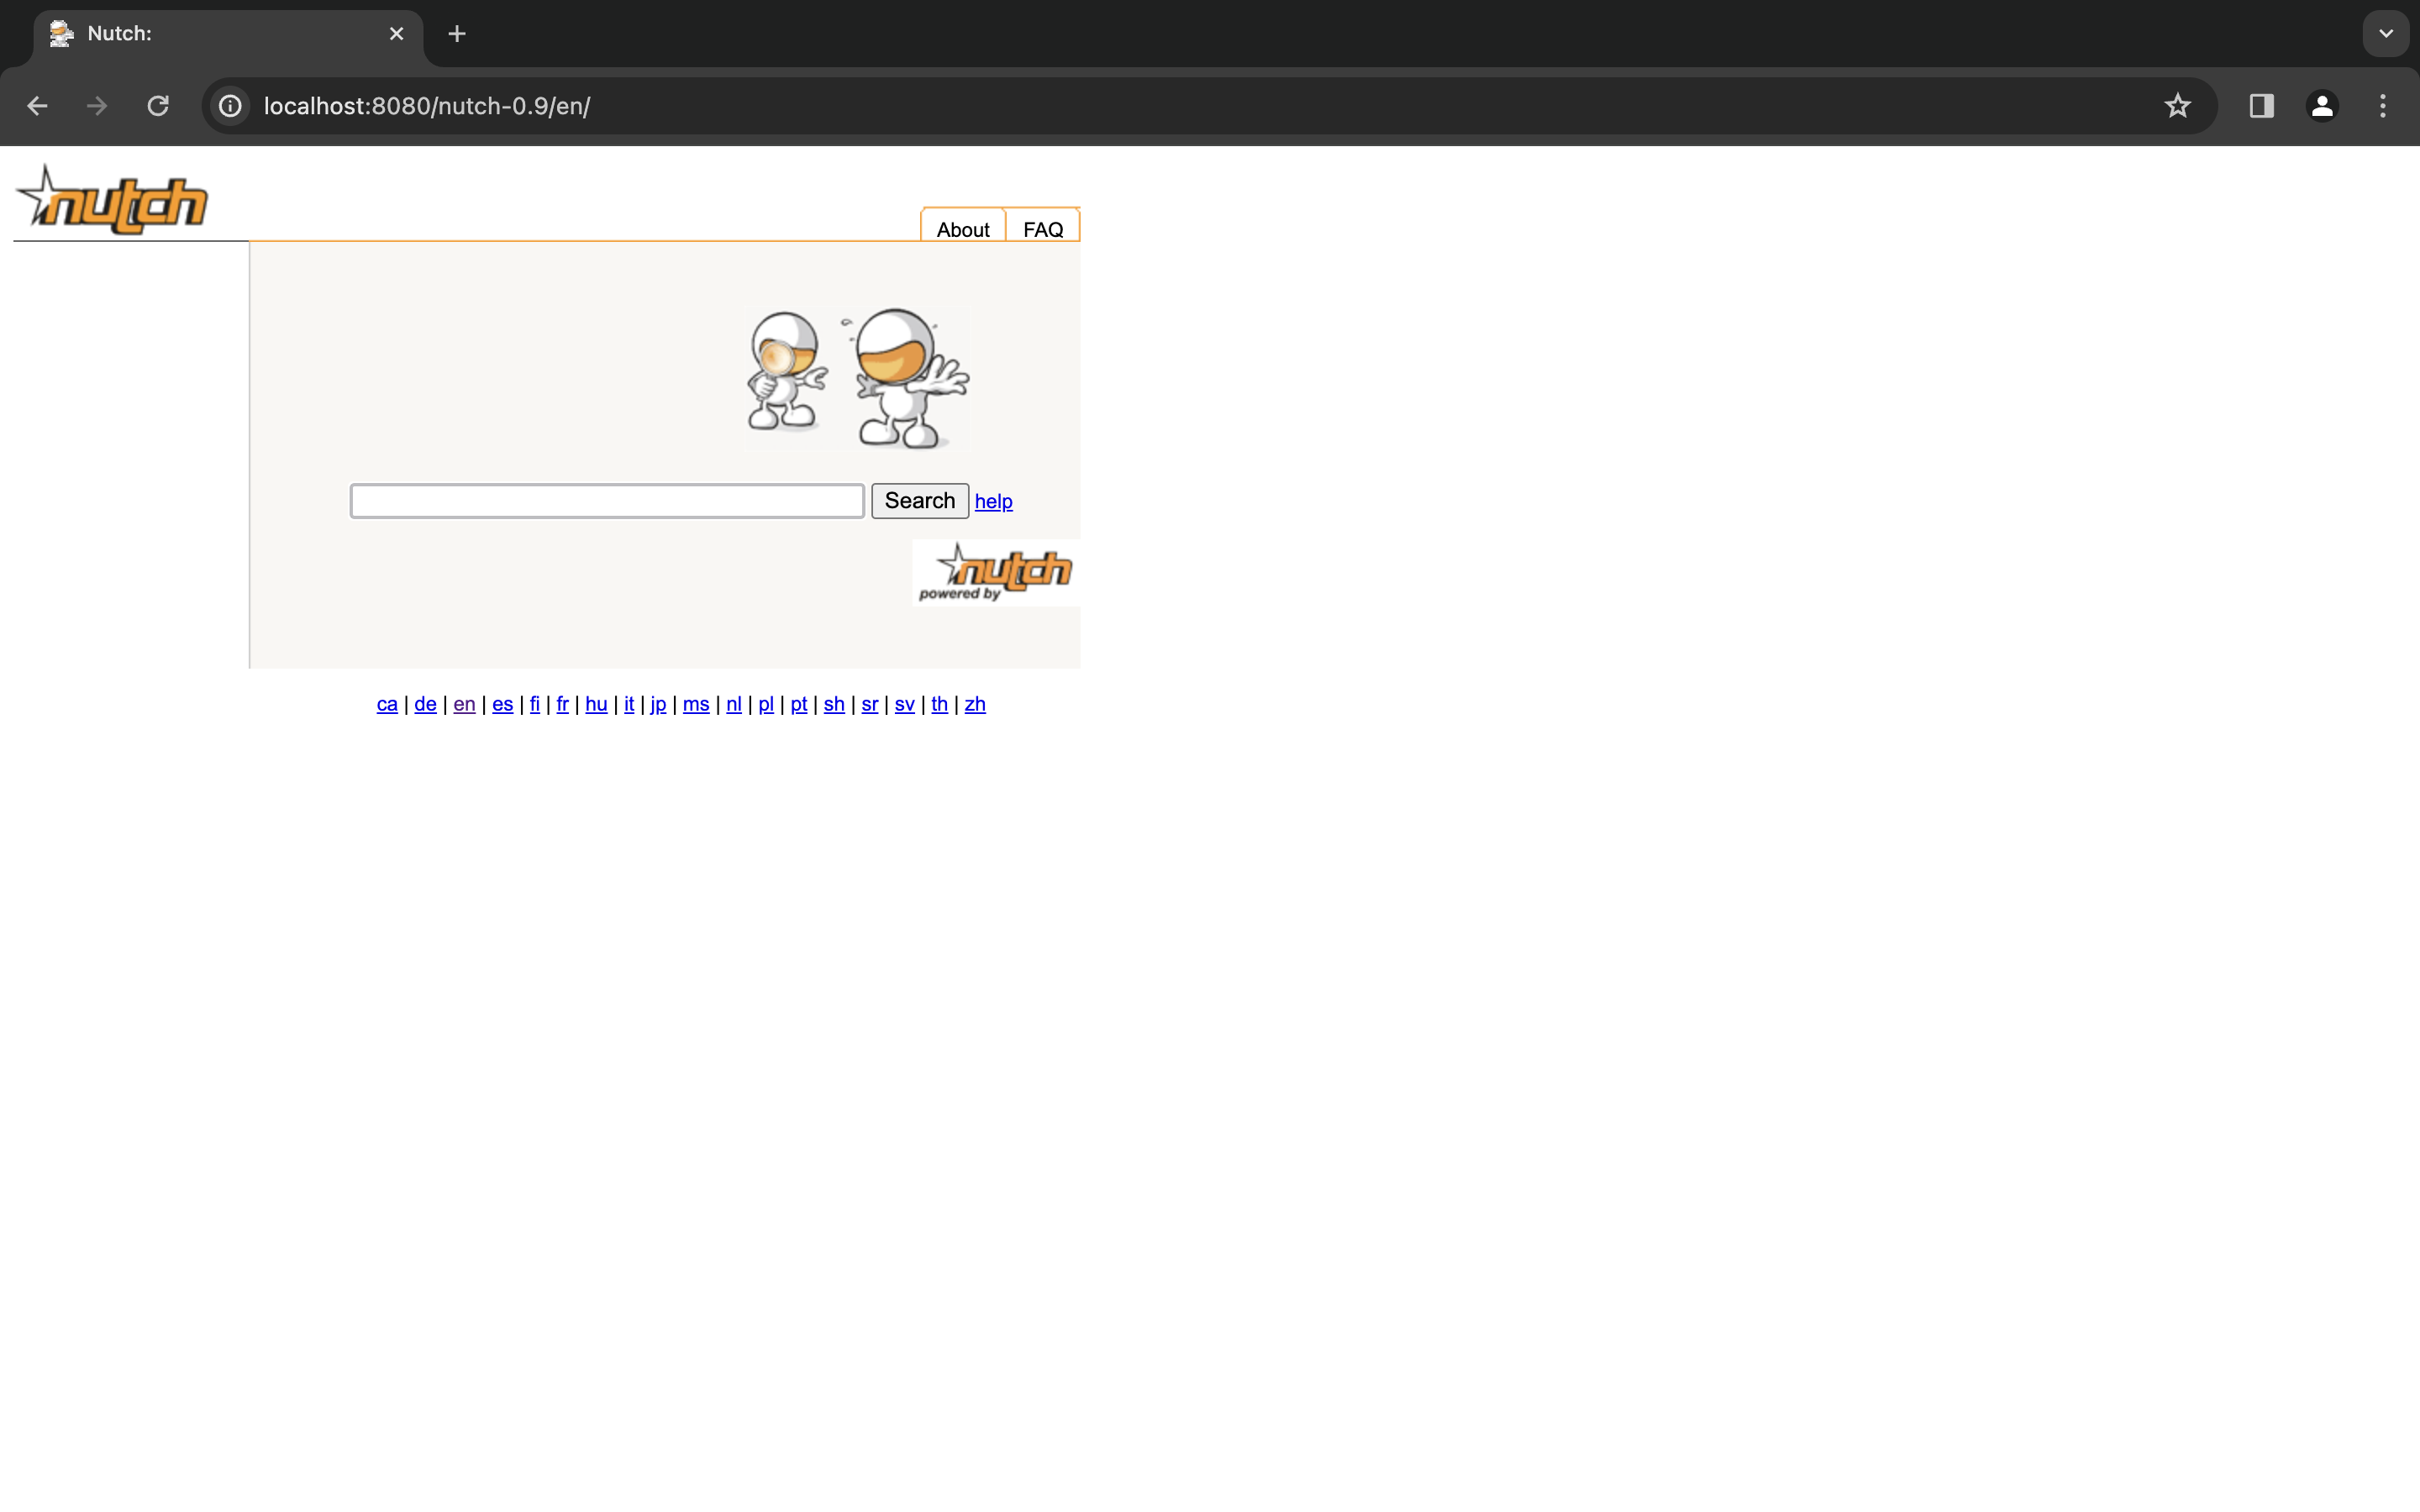 Nutch:
localhost:8080/nutch-0.9/en/
nutch
About FAQ
Search help
nutch
powered by
ca | de | en | es | fi | fr | hu | it | jp | ms | nl | pl | pt | sh | sr | sv | th | zh